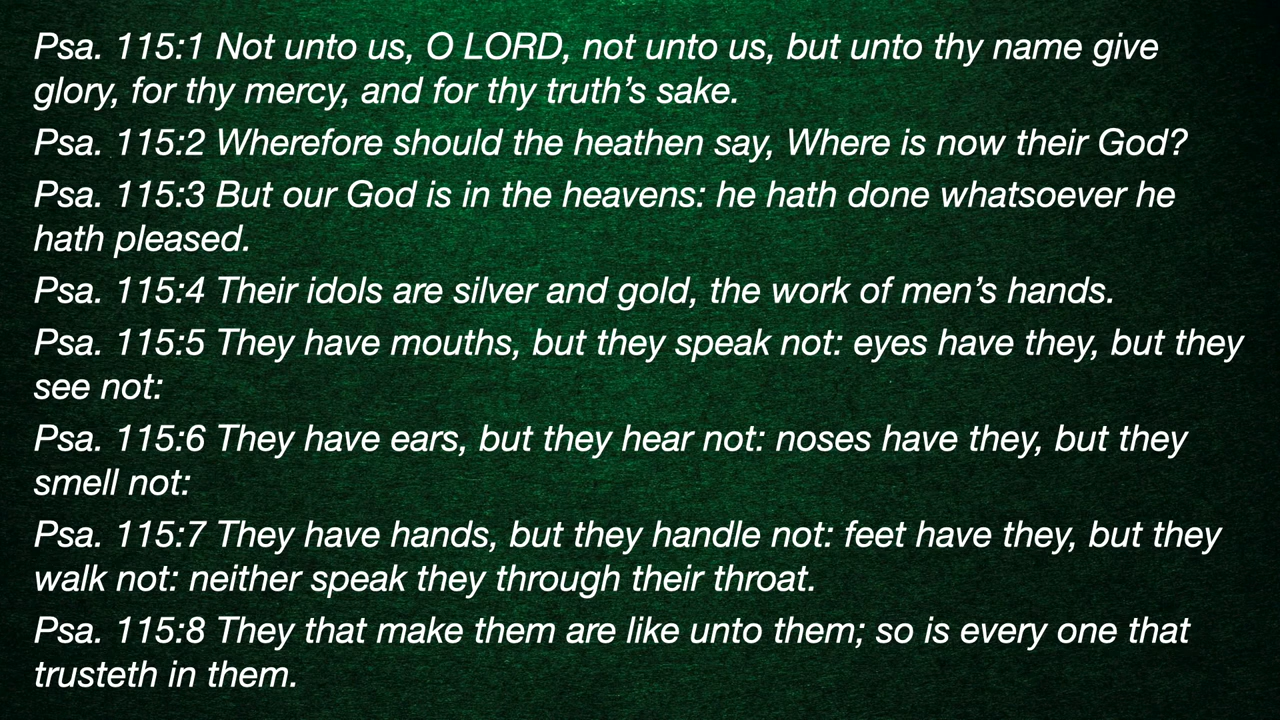 Psa. 115:1 Not unto us, O LORD, not unto us, but unto thy name give
glory, for thy mercy, and for thy truth’s sake.
Psa. 115:2 Wherefore should the heathen say, Where is now their God?
Psa. 115:3 But our God is in the heavens: he hath done whatsoever he
hath pleased.
Psa. 115:4 Their idols are silver and gold, the work of men’s hands.
Psa. 115:5 They have mouths, but they speak not: eyes have they, but they
see not:
Psa. 115:6 They have ears, but they hear not: noses have they, but they
smell not:
Psa. 115:7 They have hands, but they handle not: feet have they, but they
walk not: neither speak they through their throat.
Psa. 115:8 They that make them are like unto them; so is every one that
trusteth in them.